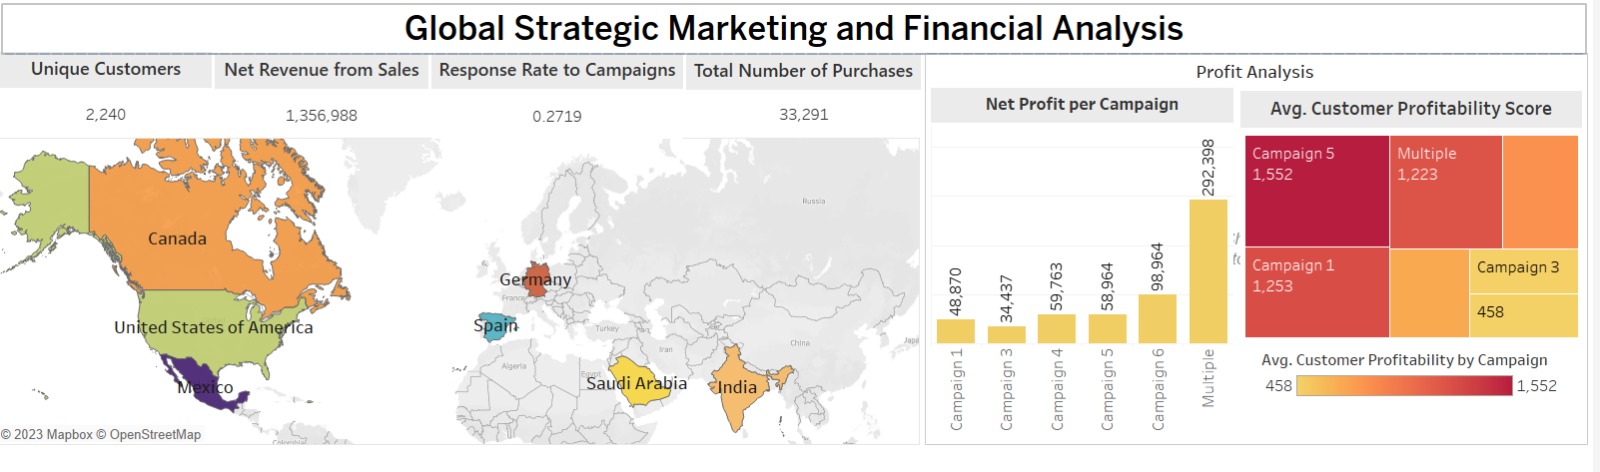 Global Strategic Marketing and Financial Analysis
Unique Customers
Net Revenue from Sales
Response Rate to Campaigns
Total Number of Purchases
2,240
1,356,988
0.2719
33,291
Canada
United States of America
Mexico
Germany
Spain
Saudi Arabia
India
Russia
France
Turkey
Iran
China
Algeria
Egypt
Japa
Colombia
© 2023 Mapbox © OpenStreetMap
Profit Analysis
Net Profit per Campaign
48,870
34,437
59,763
58,964
98,964
292,398
Campaign 1
Campaign 3
Campaign 4
Campaign 5
Campaign 6
Multiple
Avg. Customer Profitability Score
Campaign 5
1,552
Multiple
1,223
Campaign 1
1,253
Campaign 3
458
Avg. Customer Profitability by Campaign
458
1,552